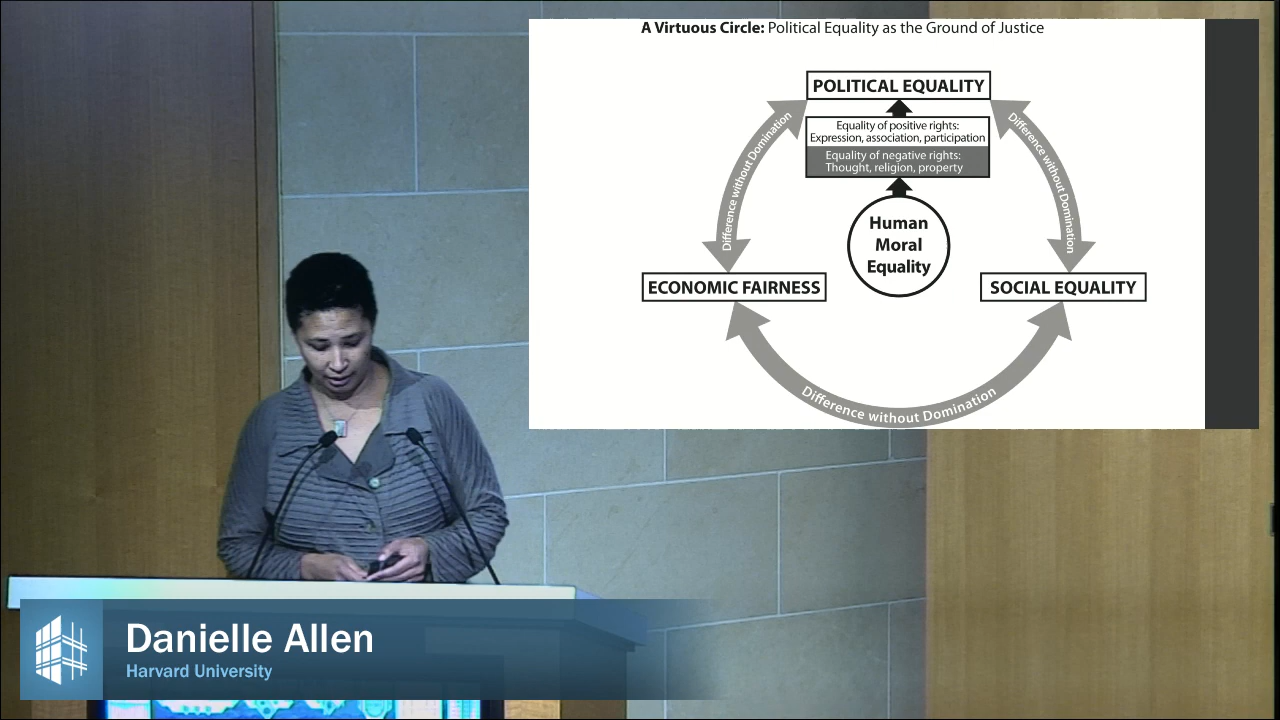 A Virtuous Circle: Political Equality as the Ground of Justice
POLITICAL EQUALITY
Equality of positive rights:
Expression, association, participation
Equality of negative rights:
Thought, religion, property
Difference without Domination
Difference without Domination
Human
Moral
Equality
ECONOMIC FAIRNESS
SOCIAL EQUALITY
Difference without Domination
Danielle Allen
Harvard University